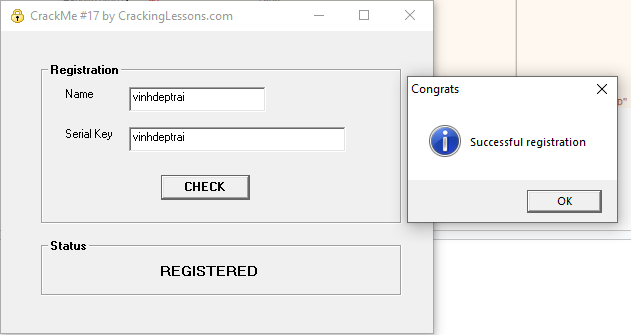 CrackMe #17 by CrackingLessons.com
Registration
Name
vinhdeptrai
Serial Key
vinhdeptrai
CHECK
Status
REGISTERED
Congrats
Successful registration
OK